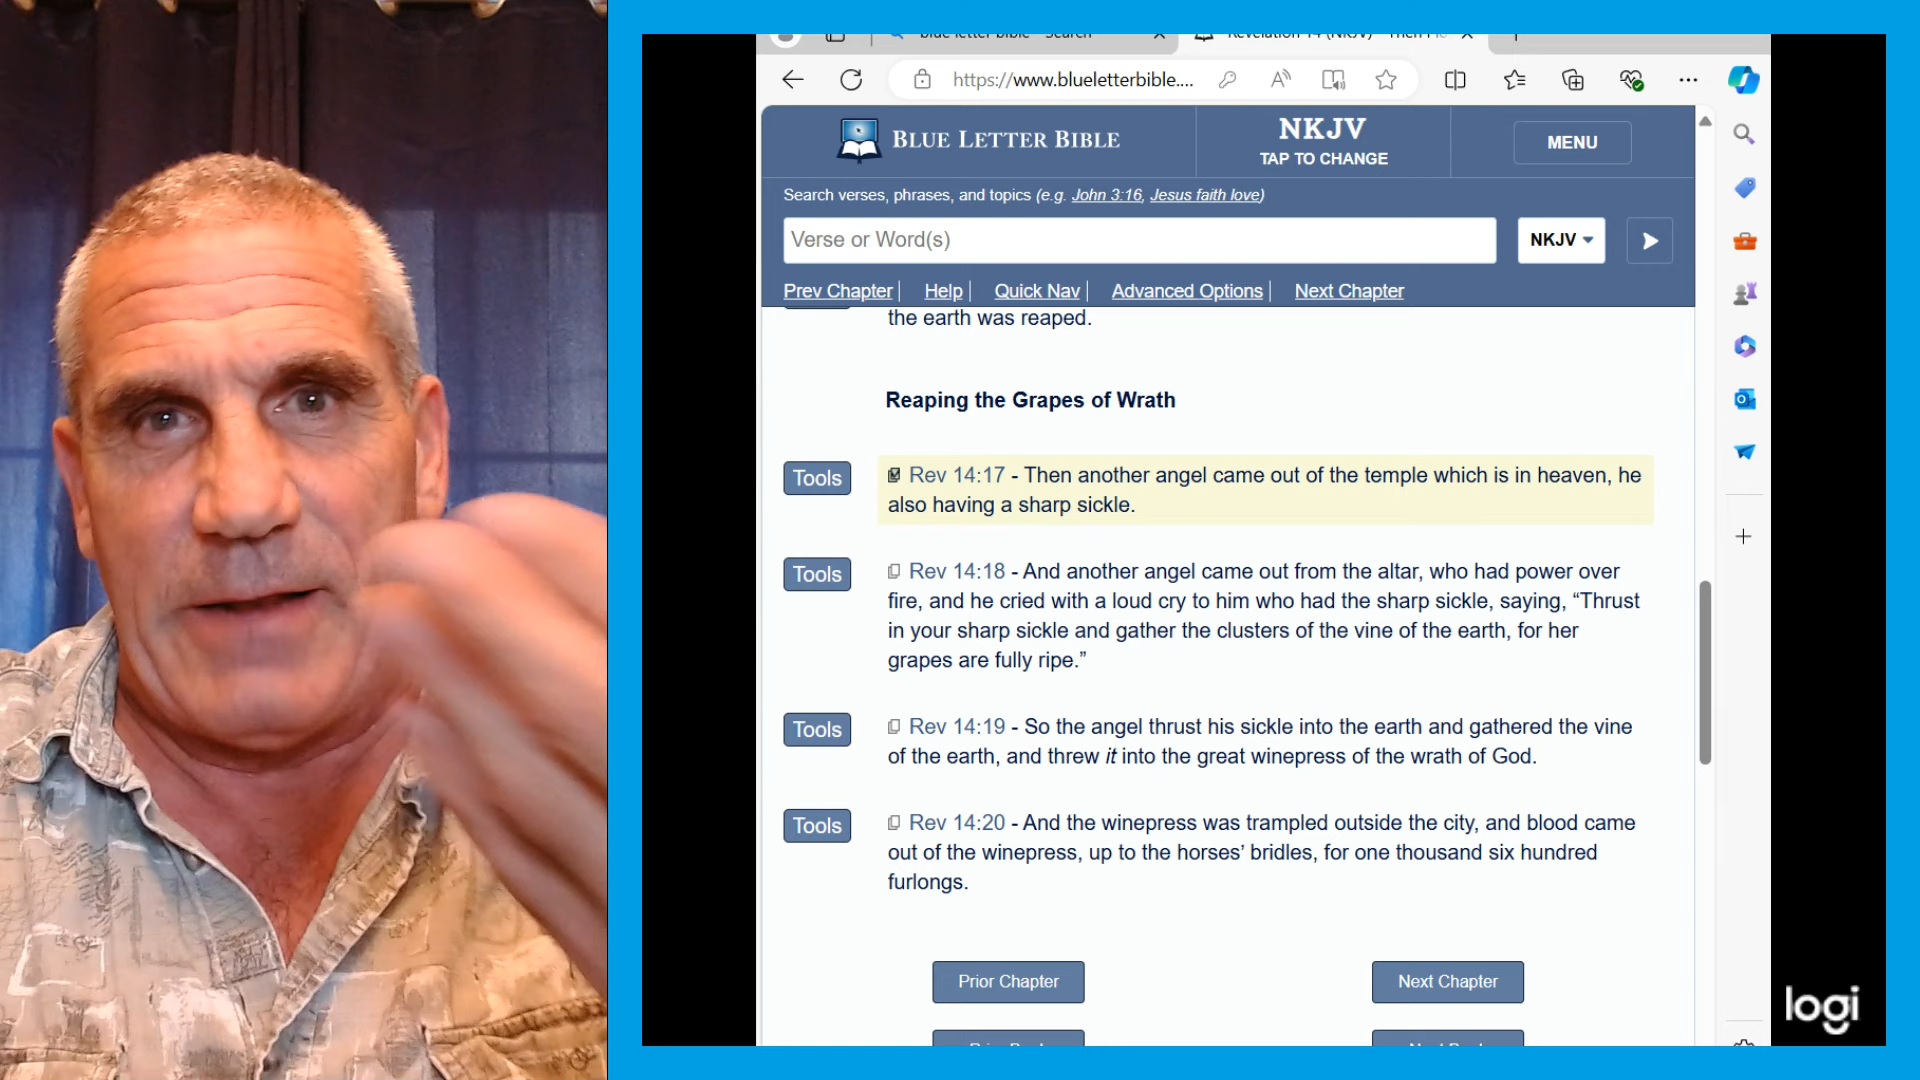 blue letter bible - Search
Revelation 14 (NKJV) - Then I lo
https://www.blueletterbible....
BLUE LETTER BIBLE
NKJV
TAP TO CHANGE
MENU
Search verses, phrases, and topics (e.g. John 3:16, Jesus faith love)
Verse or Word(s)
NKJV
Prev Chapter | Help | Quick Nav | Advanced Options | Next Chapter
the earth was reaped.
Reaping the Grapes of Wrath
Tools
Rev 14:17 - Then another angel came out of the temple which is in heaven, he
also having a sharp sickle.
Tools
Rev 14:18 - And another angel came out from the altar, who had power over
fire, and he cried with a loud cry to him who had the sharp sickle, saying, “Thrust
in your sharp sickle and gather the clusters of the vine of the earth, for her
grapes are fully ripe.”
Tools
Rev 14:19 - So the angel thrust his sickle into the earth and gathered the vine
of the earth, and threw it into the great winepress of the wrath of God.
Tools
Rev 14:20 - And the winepress was trampled outside the city, and blood came
out of the winepress, up to the horses’ bridles, for one thousand six hundred
furlongs.
Prior Chapter
Next Chapter
logi